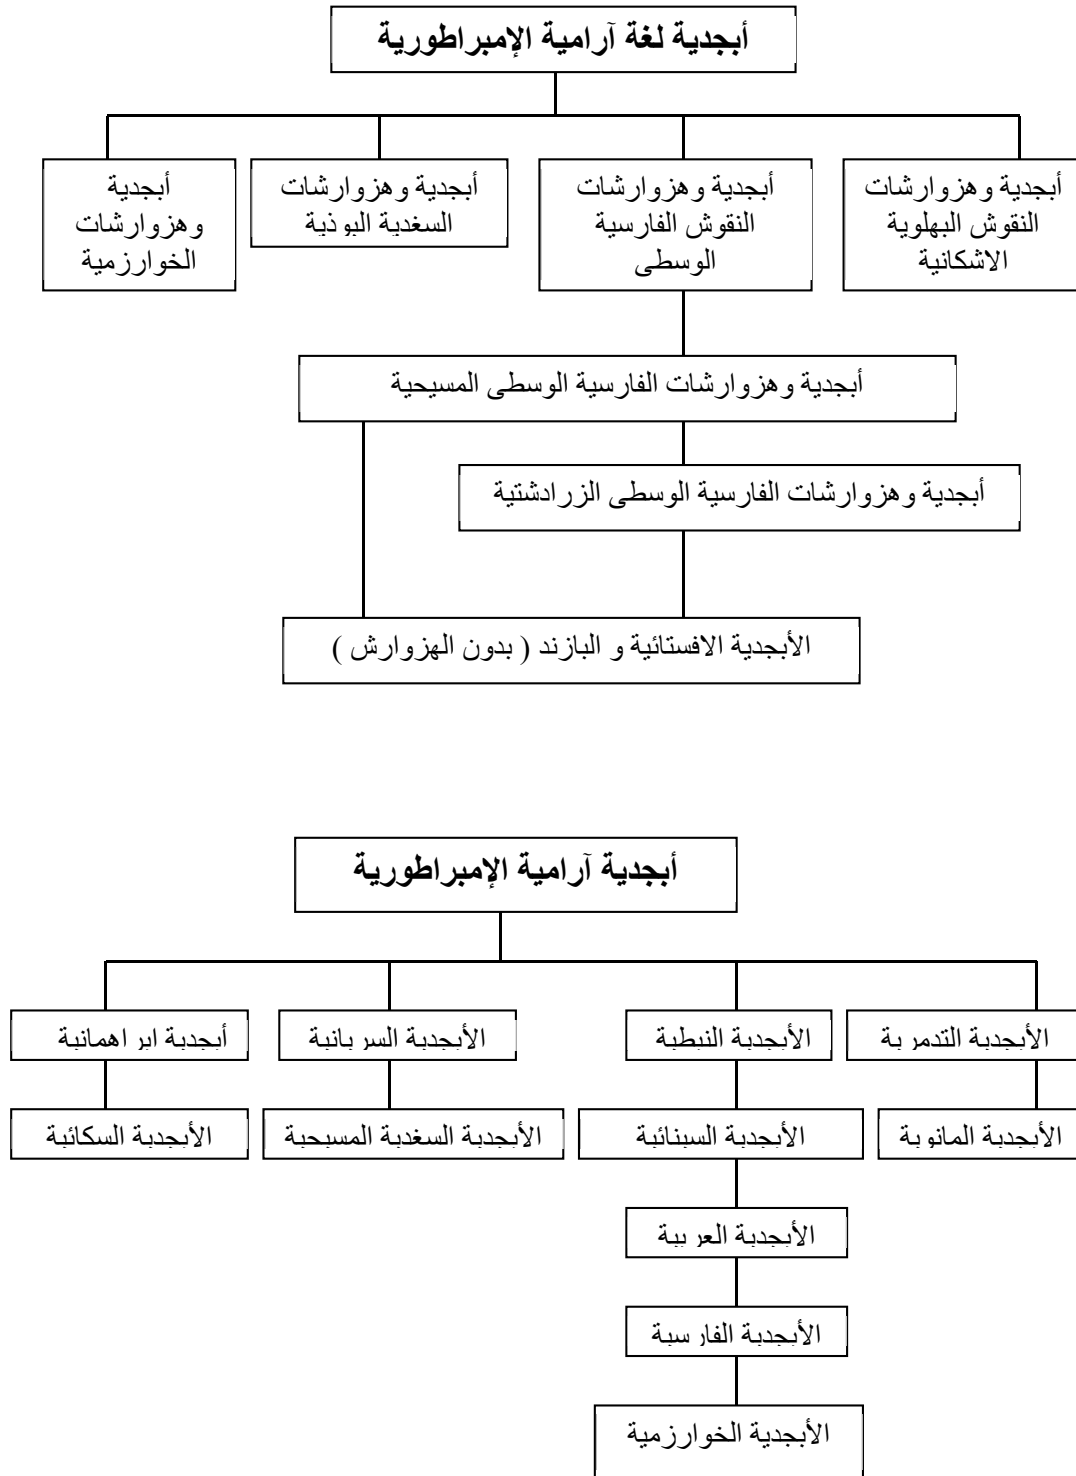 أبجدية لغة آرامية الإمبراطورية
أبجدية وهزوارشات
النقوش البهلوية
الاشكانية
أبجدية وهزوارشات
النقوش الفارسية
الوسطى
أبجدية وهزوارشات
السغدية البوذية
أبجدية
وهزوارشات
الخوارزمية
أبجدية وهزوارشات الفارسية الوسطى المسيحية
أبجدية وهزوارشات الفارسية الوسطى الزرادشتية
الأبجدية الافستائية و البازند ( بدون الهزوارش )
أبجدية آرامية الإمبراطورية
الأبجدية التدمرية
الأبجدية النبطية
الأبجدية السريانية
أبجدية ابراهمانية
الأبجدية المانوية
الأبجدية السينائية
الأبجدية السغدية المسيحية
الأبجدية السكائية
الأبجدية العربية
الأبجدية الفارسية
الأبجدية الخوارزمية